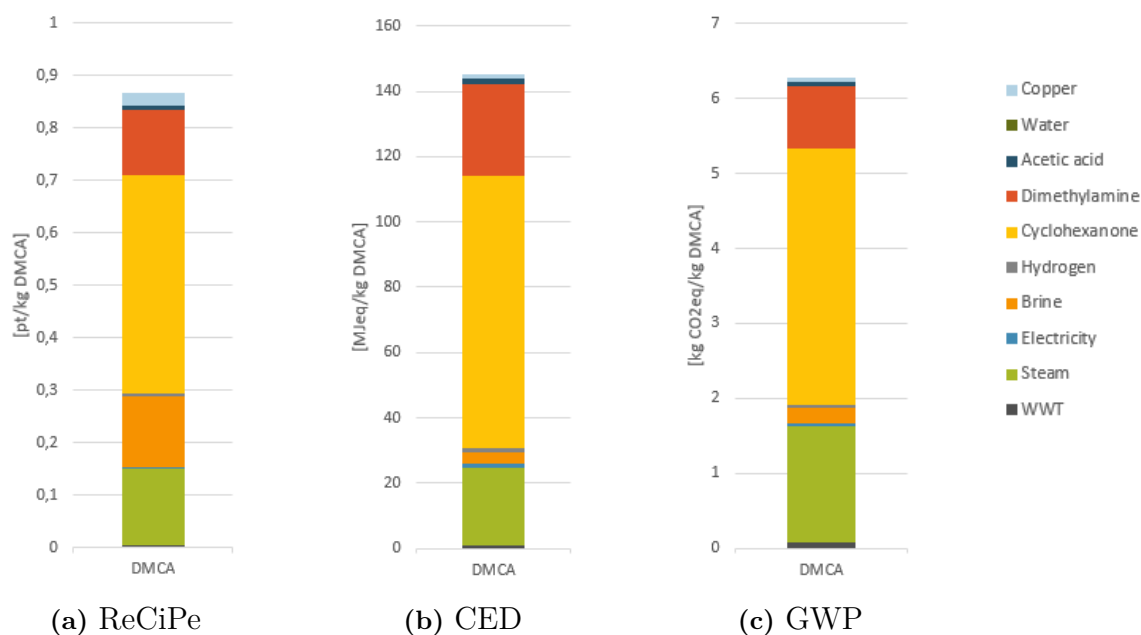 [pt/kg DMCA]
1
0,9
0,8
0,7
0,6
0,5
0,4
0,3
0,2
0,1
0
DMCA
(a) ReCiPe
[MJeq/kg DMCA]
160
140
120
100
80
60
40
20
0
DMCA
(b) CED
[kg CO2eq/kg DMCA]
7
6
5
4
3
2
1
0
DMCA
(c) GWP
Copper
Water
Acetic acid
Dimethylamine
Cyclohexanone
Hydrogen
Brine
Electricity
Steam
WWT